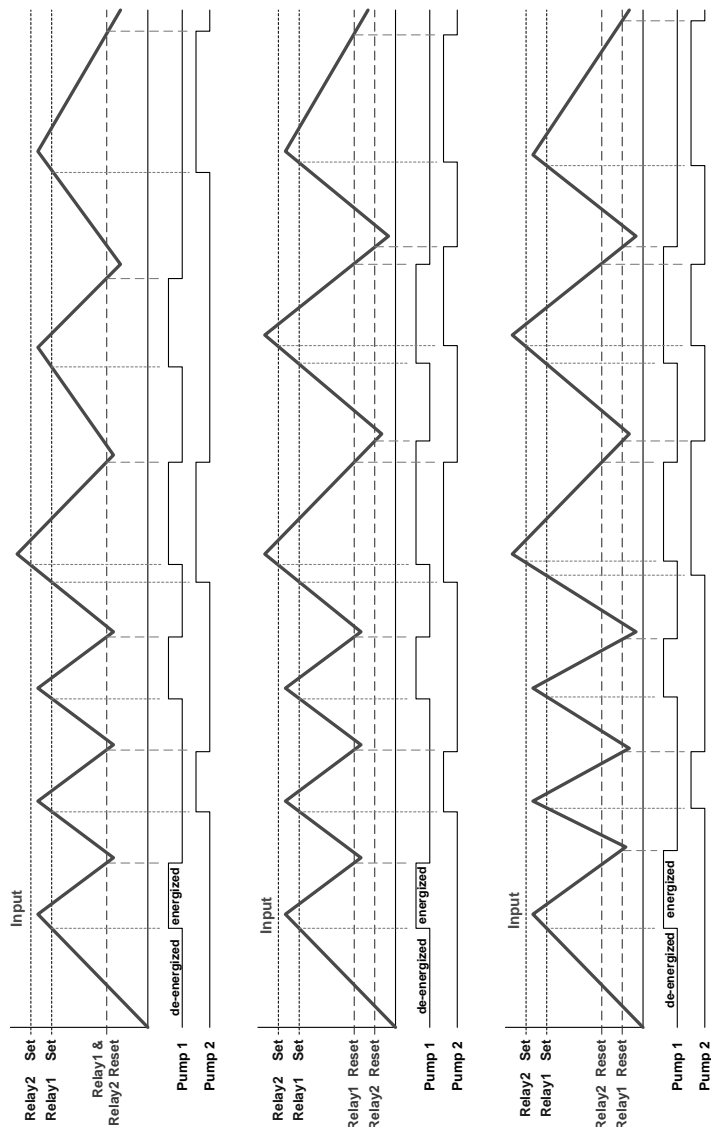 Input
Relay2 Set
Relay1 Set
Relay1 &
Relay2 Reset
de-energized
energized
Pump 1
Pump 2
Input
Relay2 Set
Relay1 Set
Relay1 Reset
Relay2 Reset
de-energized
energized
Pump 1
Pump 2
Input
Relay2 Set
Relay1 Set
Relay2 Reset
Relay1 Reset
de-energized
energized
Pump 1
Pump 2